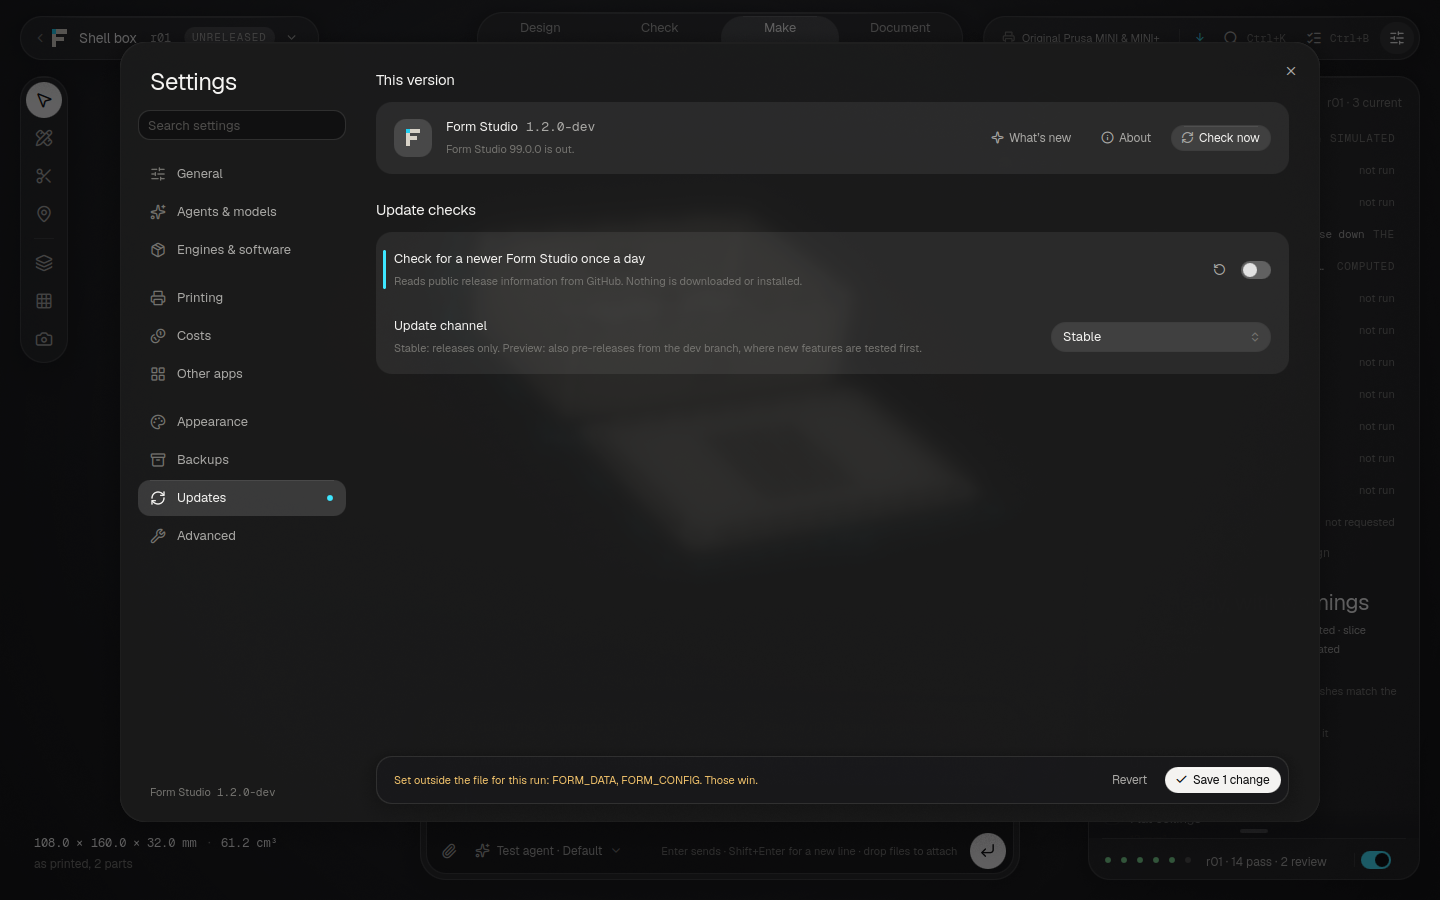 Shell box r01 UNRELEASED
Design Check Make Document
Original Prusa MINI & MINI+ Ctrl+K Ctrl+B
Settings
Search settings
General
Agents & models
Engines & software
Printing
Costs
Other apps
Appearance
Backups
Updates
Advanced
Form Studio 1.2.0-dev
This version
Form Studio 1.2.0-dev
Form Studio 99.0.0 is out.
What's new About Check now
Update checks
Check for a newer Form Studio once a day
Reads public release information from GitHub. Nothing is downloaded or installed.
Update channel
Stable: releases only. Preview: also pre-releases from the dev branch, where new features are tested first.
Stable
Set outside the file for this run: FORM_DATA, FORM_CONFIG. Those win.
Revert Save 1 change
r01 · 3 current
SIMULATED
not run
not run
se down THE
COMPUTED
not run
not run
not run
not run
not run
not run
not run
not requested
shes match the
it
108.0 × 160.0 × 32.0 mm · 61.2 cm³
as printed, 2 parts
Test agent · Default Enter sends · Shift+Enter for a new line · drop files to attach
r01 · 14 pass · 2 review